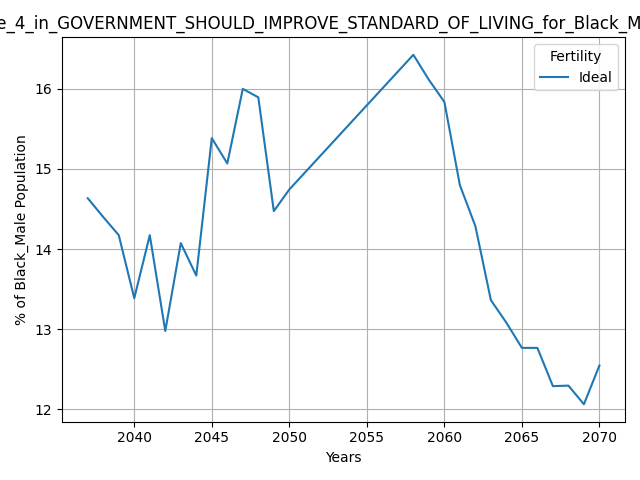 e_4_in_GOVERNMENT_SHOULD_IMPROVE_STANDARD_OF_LIVING_for_Black_M
Fertility
Ideal
% of Black_Male Population
16
15
14
13
12
2040 2045 2050 2055 2060 2065 2070
Years